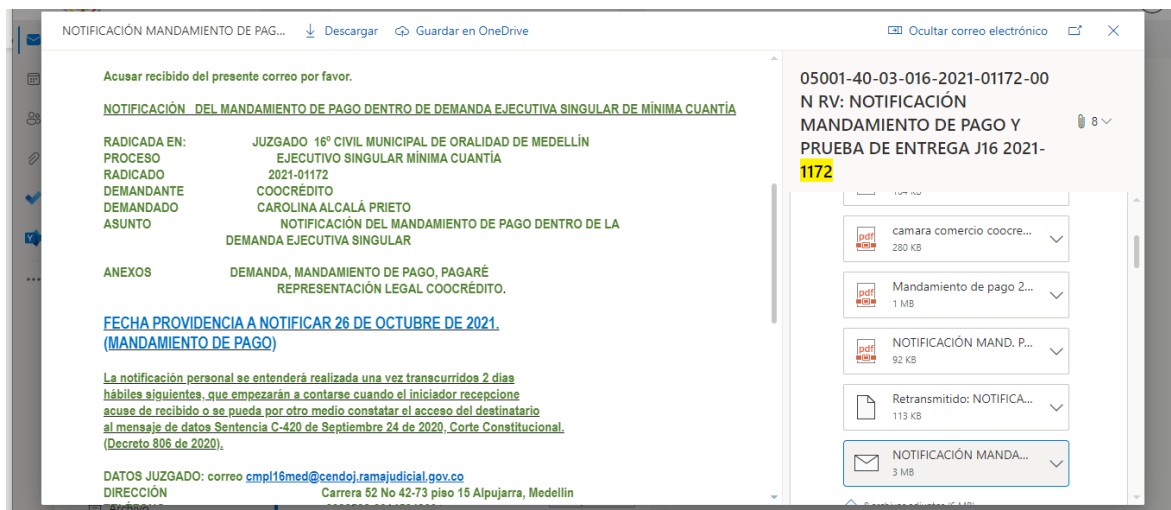 NOTIFICACIÓN MANDAMIENTO DE PAG...
Descargar
Guardar en OneDrive
Ocultar correo electrónico
Acusar recibido del presente correo por favor.
NOTIFICACIÓN DEL MANDAMIENTO DE PAGO DENTRO DE DEMANDA EJECUTIVA SINGULAR DE MÍNIMA CUANTÍA
RADICADA EN: JUZGADO 16º CIVIL MUNICIPAL DE ORALIDAD DE MEDELLÍN
PROCESO EJECUTIVO SINGULAR MÍNIMA CUANTÍA
RADICADO 2021-01172
DEMANDANTE COOCRÉDITO
DEMANDADO CAROLINA ALCALÁ PRIETO
ASUNTO NOTIFICACIÓN DEL MANDAMIENTO DE PAGO DENTRO DE LA
DEMANDA EJECUTIVA SINGULAR
ANEXOS DEMANDA, MANDAMIENTO DE PAGO, PAGARÉ
REPRESENTACIÓN LEGAL COOCRÉDITO.
FECHA PROVIDENCIA A NOTIFICAR 26 DE OCTUBRE DE 2021.
(MANDAMIENTO DE PAGO)
La notificación personal se entenderá realizada una vez transcurridos 2 días
hábiles siguientes, que empezarán a contarse cuando el iniciador recepcione
acuse de recibido o se pueda por otro medio constatar el acceso del destinatario
al mensaje de datos Sentencia C-420 de Septiembre 24 de 2020, Corte Constitucional.
(Decreto 806 de 2020).
DATOS JUZGADO: correo cmpl16med@cendoj.ramajudicial.gov.co
DIRECCIÓN Carrera 52 No 42-73 piso 15 Alpujarra, Medellin
05001-40-03-016-2021-01172-00
N RV: NOTIFICACIÓN
MANDAMIENTO DE PAGO Y
PRUEBA DE ENTREGA J16 2021-
1172
8
camara comercio coocre...
280 KB
Mandamiento de pago 2...
1 MB
NOTIFICACIÓN MAND. P...
92 KB
Retransmitido: NOTIFICA...
113 KB
NOTIFICACIÓN MANDA...
3 MB
Archivo